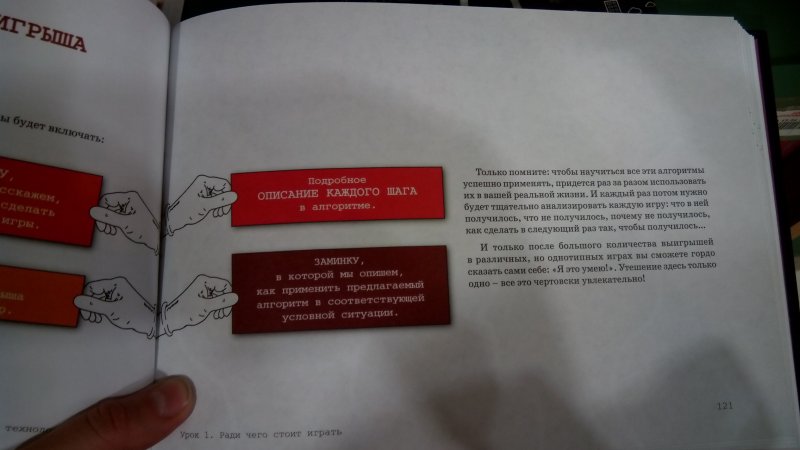 ИГРЫША
ы будет включать:
У,
сскажем,
сделать
игры.
ыша
Подробное
ОПИСАНИЕ КАЖДОГО ШАГА
в алгоритме.
ЗАМИНКУ,
в которой мы опишем,
как применить предлагаемый
алгоритм в соответствующей
условной ситуации.
Только помните: чтобы научиться все эти алгоритмы
успешно применять, придется раз за разом использовать
их в вашей реальной жизни. И каждый раз потом нужно
будет тщательно анализировать каждую игру: что в ней
получилось, что не получилось, почему не получилось,
как сделать в следующий раз так, чтобы получилось...
И только после большого количества выигрышей
в различных, но однотипных играх вы сможете гордо
сказать сами себе: «Я это умею!». Утешение здесь только
одно – все это чертовски увлекательно!
техноло
Урок 1. Ради чего стоит играть
121